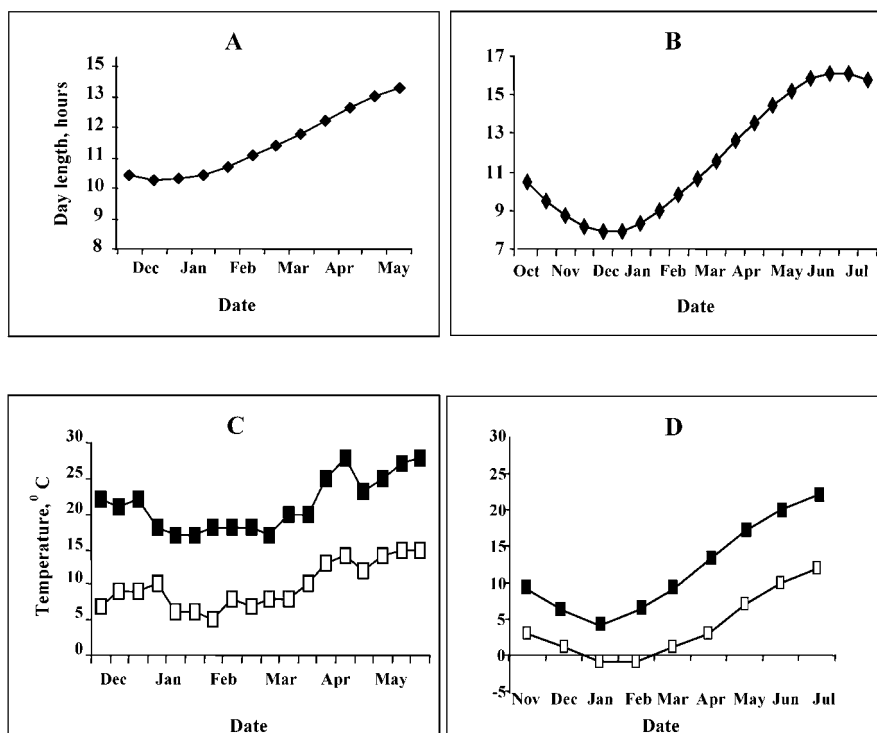 A
Day length, hours
15
13
11
10
9
8
Dec Jan Feb Mar Apr May
Date
B
17
15
13
11
9
7
Oct Nov Dec Jan Feb Mar Apr May Jun Jul
Date
C
Temperature, ⁰ C
30
25
20
15
10
5
0
Dec Jan Feb Mar Apr May
Date
D
30
25
20
15
10
5
0
-5
Nov Dec Jan Feb Mar Apr May Jun Jul
Date